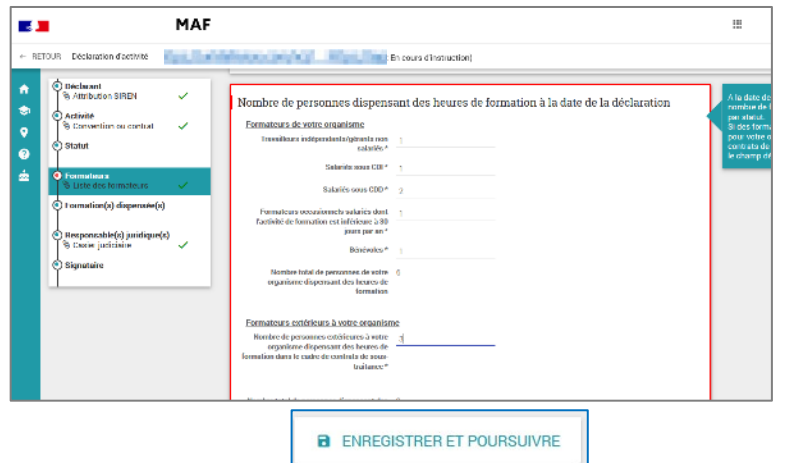 MAF
← RETOUR Déclaration d'activité
En cours d'instruction)
Déclarant
Attribution SIREN
Activité
Convention ou contrat
Statut
Formateurs
Liste des formateurs
Formation(s) dispensée(s)
Responsable(s) juridique(s)
Casier judiciaire
Signataire
Nombre de personnes dispensant des heures de formation à la date de la déclaration
Formateurs de votre organisme
Travailleurs indépendants/gérants non
salariés * 1
Salariés sous CDI * 1
Salariés sous CDD * 2
Formateurs occasionnels salariés dont 1
l'activité de formation est inférieure à 30
jours par an *
Bénévoles * 1
Nombre total de personnes de votre 6
organisme dispensant des heures de
formation
Formateurs extérieurs à votre organisme
Nombre de personnes extérieures à votre 3
organisme dispensant des heures de
formation dans le cadre de contrats de sous-
traitance *
A la date de
nombre de f
par statut.
Si des forma
pour votre o
contrats de
le champ dé
ENREGISTRER ET POURSUIVRE